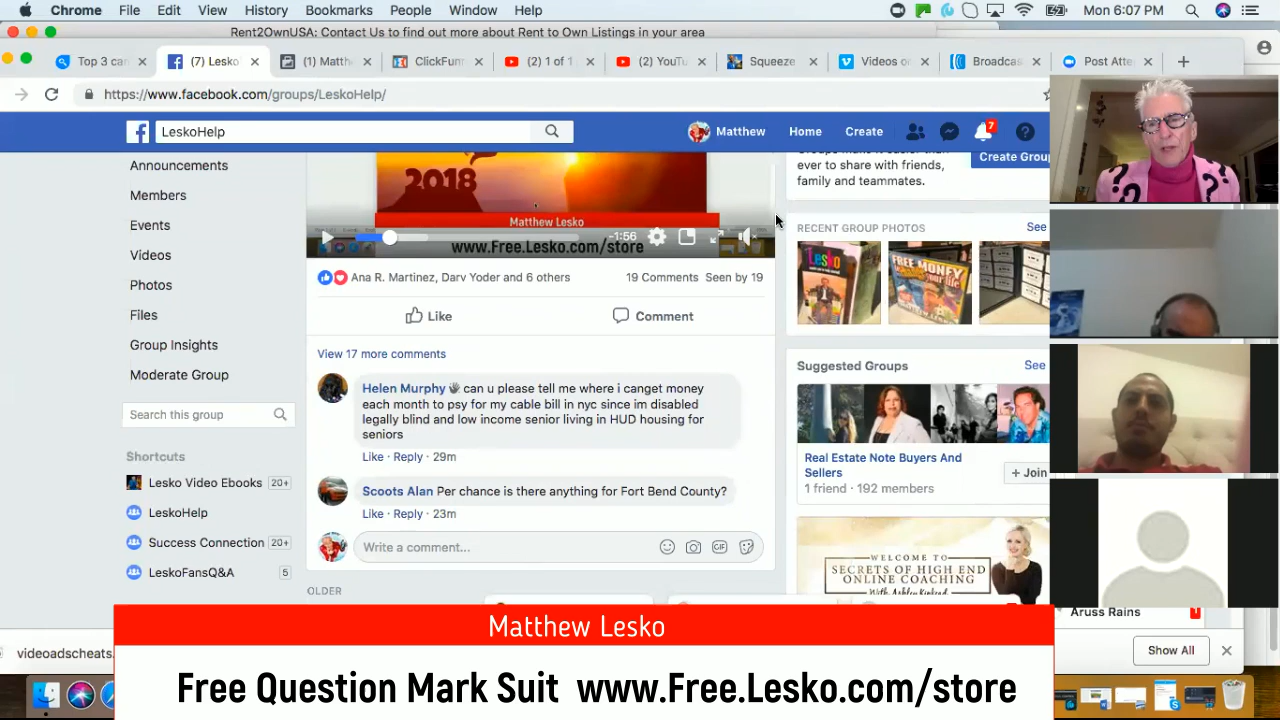 Chrome File Edit View History Bookmarks People Window Help Mon 6:07 PM
Rent2OwnUSA: Contact Us to find out more about Rent to Own Listings in your area
Top 3 can (7) Lesko (1) Matth ClickFun (2) 1 of 1 (2) YouTu Squeeze Videos o Broadcas Post Atte
https://www.facebook.com/groups/LeskoHelp/
LeskoHelp Matthew Home Create 7
Announcements
Members
Events
Videos
Photos
Files
Group Insights
Moderate Group
Search this group
Shortcuts
Lesko Video Ebooks 20+
LeskoHelp
Success Connection 20+
LeskoFansQ&A 5
2018
Matthew Lesko
-1:56
www.Free.Lesko.com/store
Ana R. Martinez, Darv Yoder and 6 others 19 Comments Seen by 19
Like Comment
View 17 more comments
Helen Murphy can u please tell me where i canget money
each month to psy for my cable bill in nyc since im disabled
legally blind and low income senior living in HUD housing for
seniors
Like · Reply · 29m
Scoots Alan Per chance is there anything for Fort Bend County?
Like · Reply · 23m
Write a comment... GIF
OLDER
ever to share with friends,
family and teammates.
Create Group
RECENT GROUP PHOTOS See
Lesko
FREE MONEY
Suggested Groups See
Real Estate Note Buyers And
Sellers
1 friend · 192 members
+ Join
WELCOME TO
SECRETS OF HIGH END
ONLINE COACHING
Aruss Rains 1
videoadscheats.
Show All
Matthew Lesko
Free Question Mark Suit www.Free.Lesko.com/store